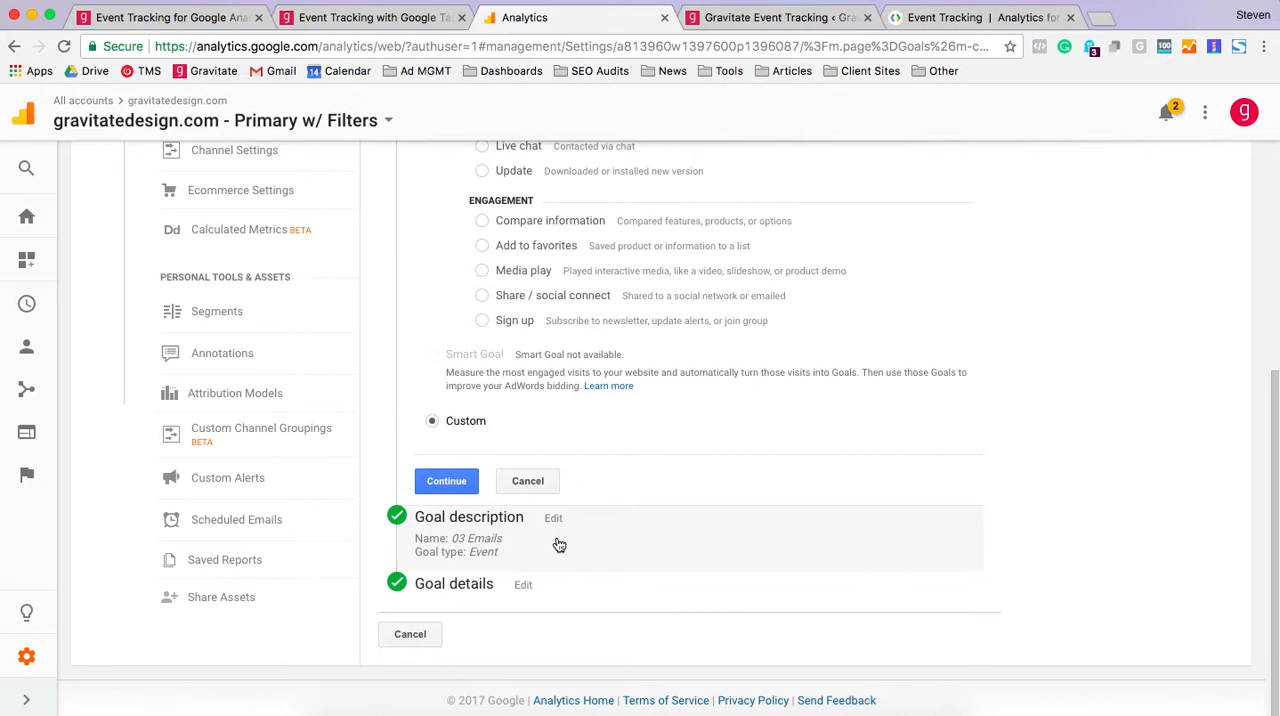 Event Tracking for Google Ana
Event Tracking with Google Ta
Analytics
Gravitate Event Tracking ‹ Gra
Event Tracking | Analytics for
Steven
Secure
https://analytics.google.com/analytics/web/?authuser=1#management/Settings/a813960w1397600p1396087/%3Fm.page%3DGoals%26m-c...
Apps
Drive
TMS
Gravitate
Gmail
Calendar
Ad MGMT
Dashboards
SEO Audits
News
Tools
Articles
Client Sites
Other
All accounts > gravitatedesign.com
gravitatedesign.com - Primary w/ Filters
2
g
Channel Settings
Ecommerce Settings
Dd Calculated Metrics BETA
PERSONAL TOOLS & ASSETS
Segments
Annotations
Attribution Models
Custom Channel Groupings
BETA
Custom Alerts
Scheduled Emails
Saved Reports
Share Assets
Live chat Contacted via chat
Update Downloaded or installed new version
ENGAGEMENT
Compare information Compared features, products, or options
Add to favorites Saved product or information to a list
Media play Played interactive media, like a video, slideshow, or product demo
Share / social connect Shared to a social network or emailed
Sign up Subscribe to newsletter, update alerts, or join group
Smart Goal Smart Goal not available.
Measure the most engaged visits to your website and automatically turn those visits into Goals. Then use those Goals to
improve your AdWords bidding. Learn more
Custom
Continue
Cancel
Goal description Edit
Name: 03 Emails
Goal type: Event
Goal details Edit
Cancel
© 2017 Google | Analytics Home | Terms of Service | Privacy Policy | Send Feedback